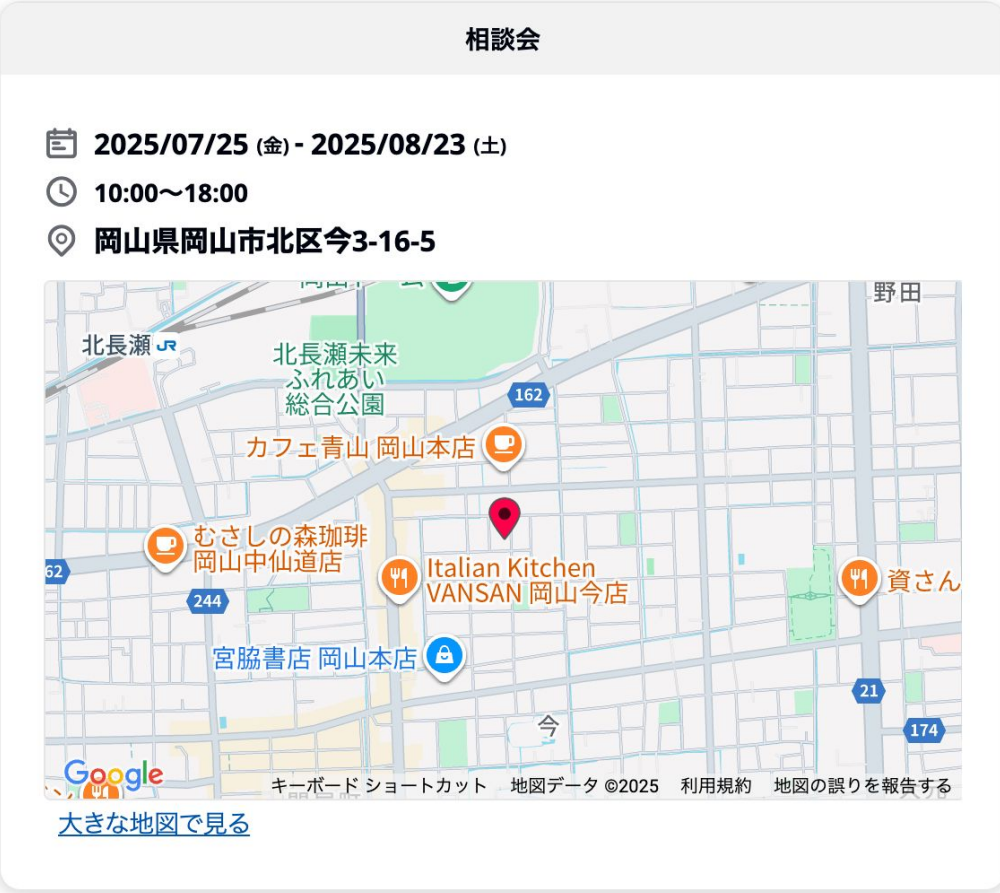 相談会
2025/07/25 (金) - 2025/08/23 (土)
10:00〜18:00
岡山県岡山市北区今3-16-5
野田
北長瀬 JR
北長瀬未来
ふれあい
総合公園
162
カフェ青山 岡山本店
むさしの森珈琲
岡山中仙道店
62
Italian Kitchen
VANSAN 岡山今店
資さん
244
宮脇書店 岡山本店
21
今
174
Google
キーボード ショートカット 地図データ ©2025 利用規約 地図の誤りを報告する
大きな地図で見る